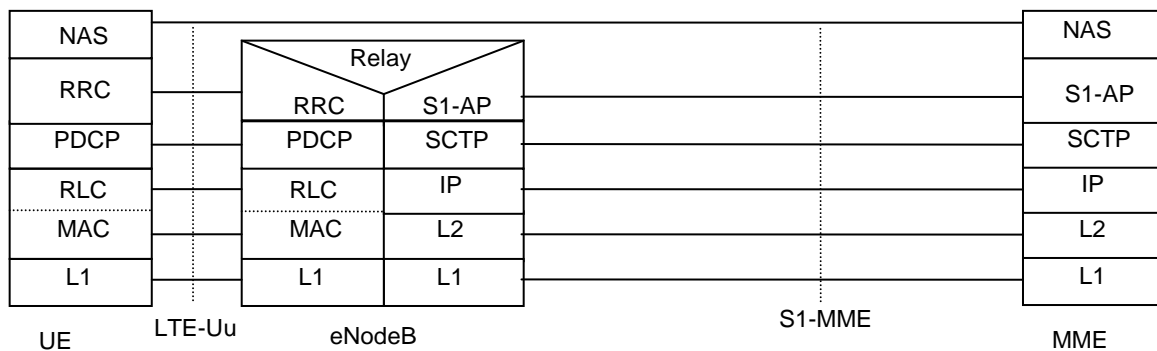 NAS
RRC
PDCP
RLC
MAC
L1
UE
LTE-Uu
Relay
RRC S1-AP
PDCP SCTP
RLC IP
MAC L2
L1 L1
eNodeB
S1-MME
NAS
S1-AP
SCTP
IP
L2
L1
MME